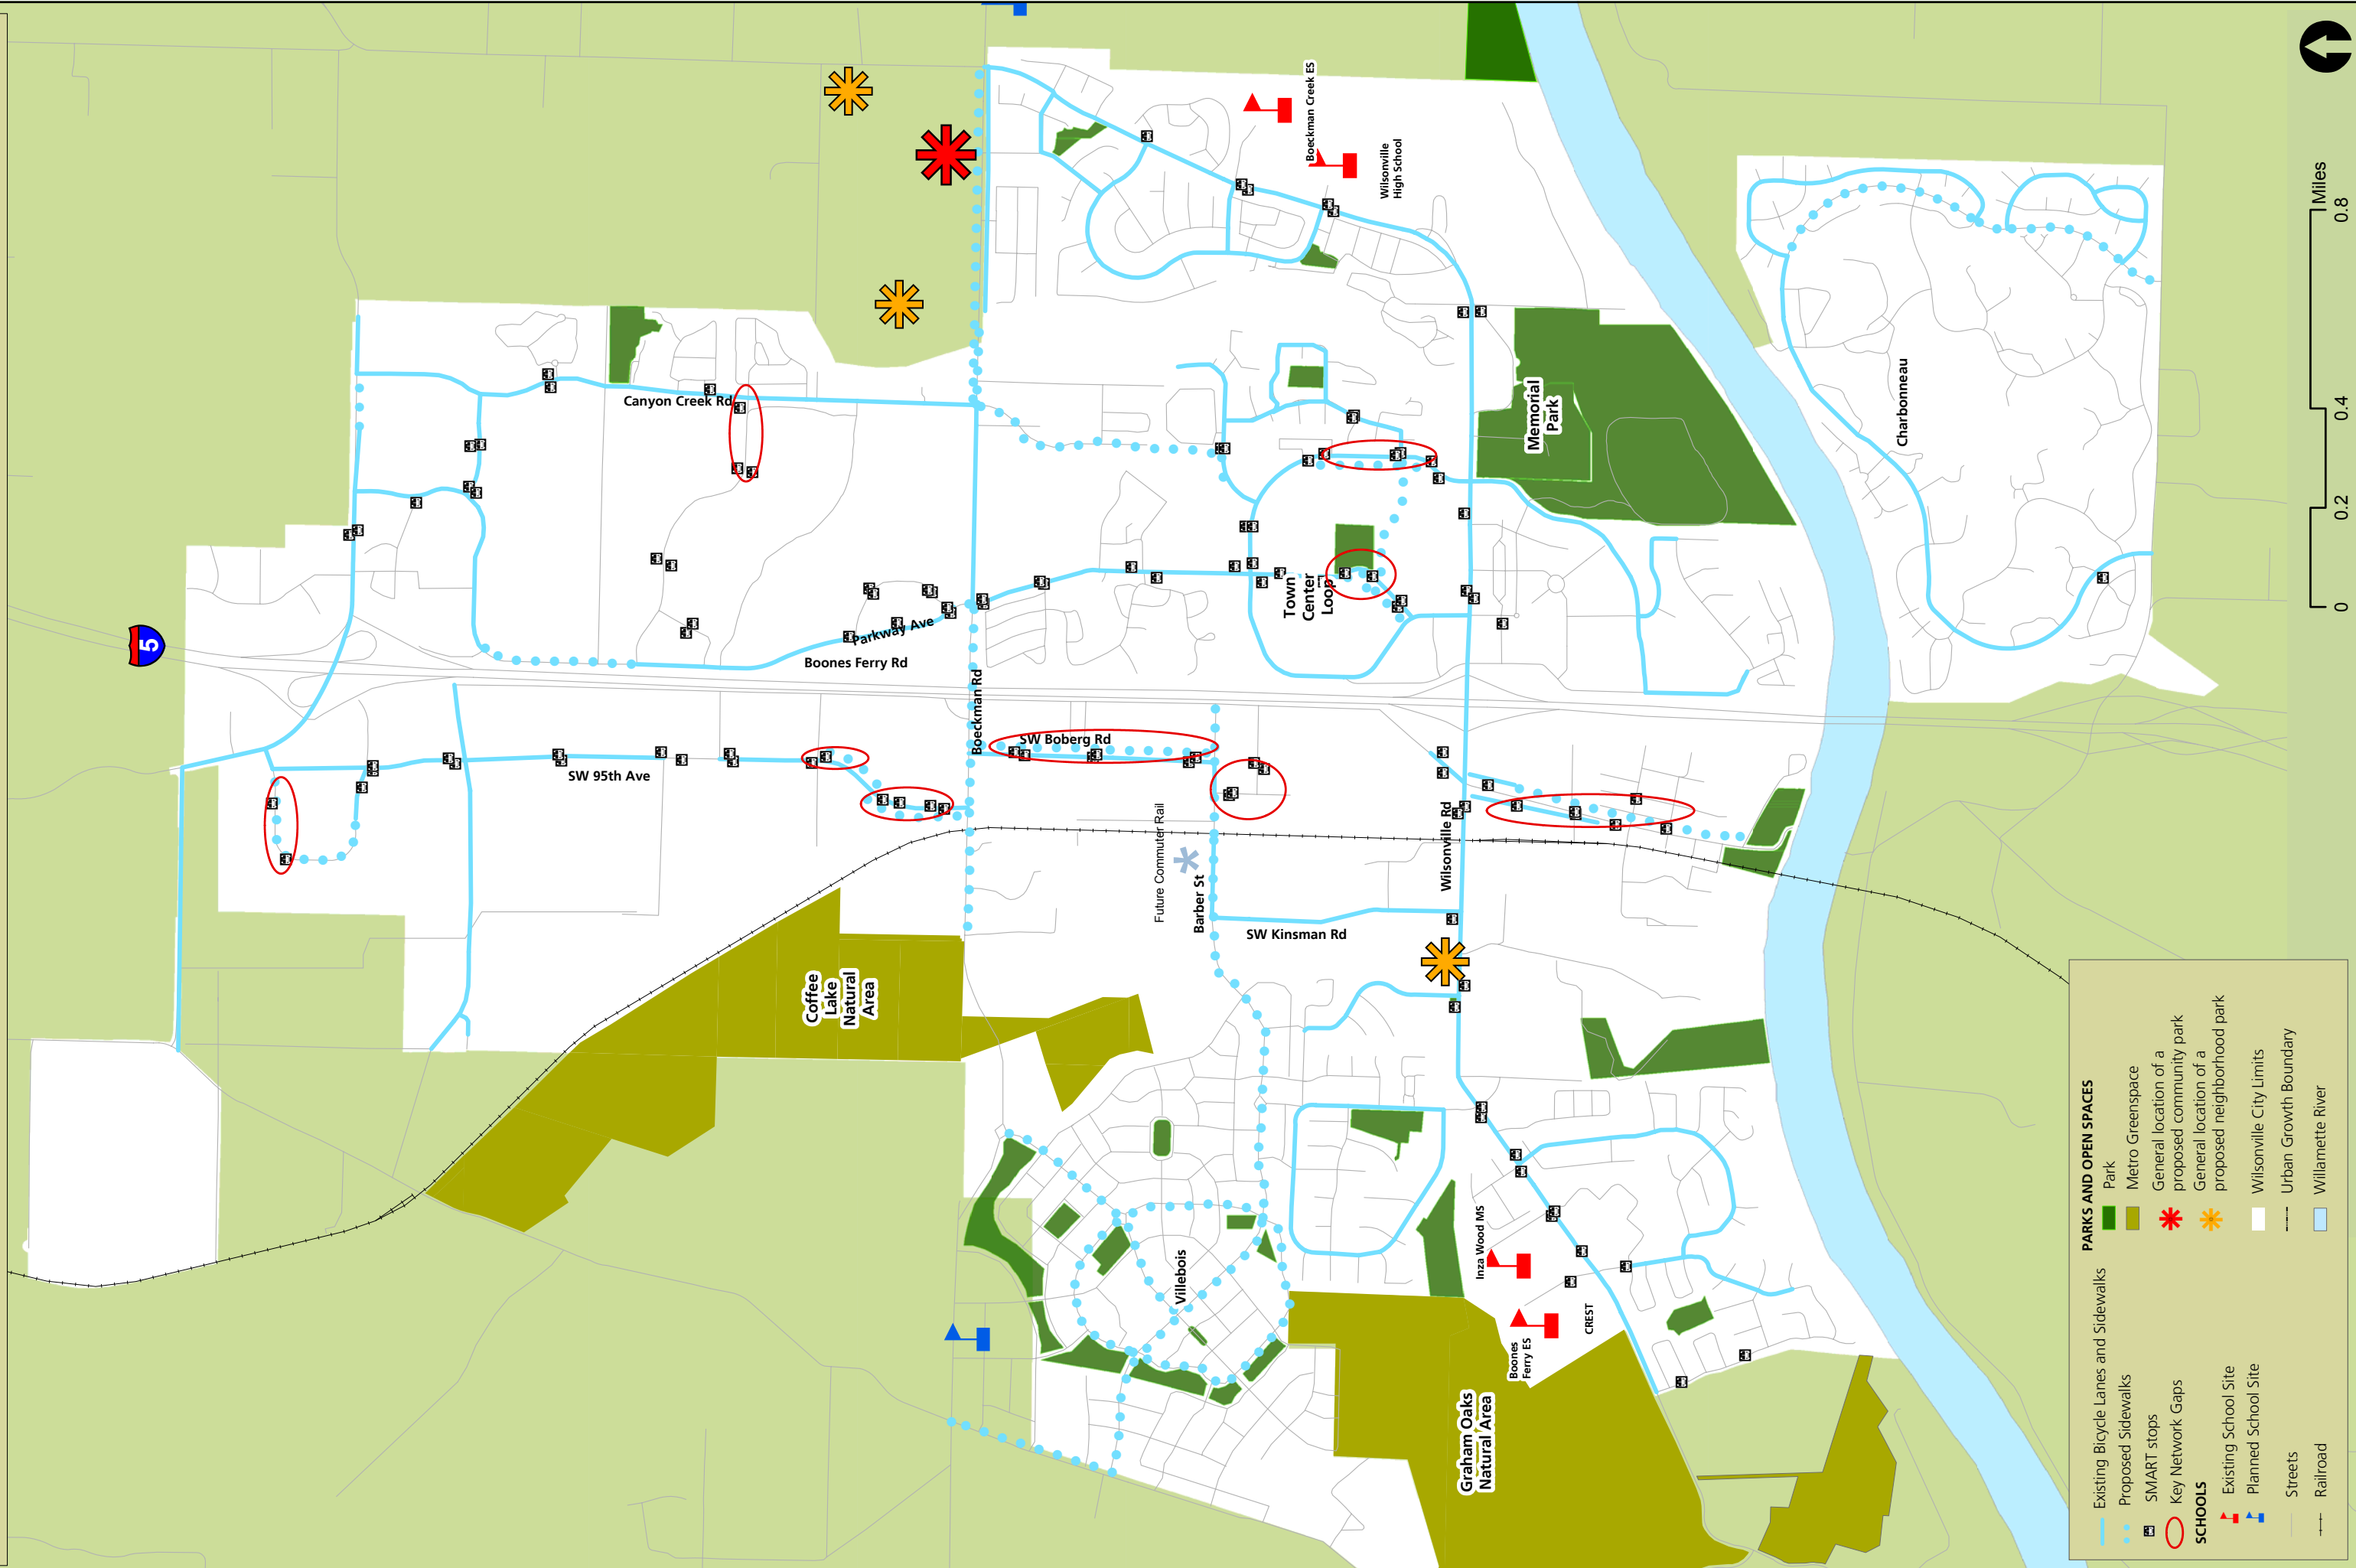 5
Canyon Creek Rd
Parkway Ave
Boones Ferry Rd
Boeckman Rd
SW Boberg Rd
SW 95th Ave
Boeckman Creek ES
Wilsonville
High School
Memorial
Park
Town
Center
Loop
Charbonneau
Wilsonville Rd
Future Commuter Rail
Barber St
SW Kinsman Rd
Coffee
Lake
Natural
Area
Villebois
Inza Wood MS
CREST
Boones
Ferry ES
Graham Oaks
Natural Area
0 0.2 0.4 0.8
Miles
Existing Bicycle Lanes and Sidewalks
Proposed Sidewalks
SMART stops
Key Network Gaps
SCHOOLS
Existing School Site
Planned School Site
Streets
Railroad
PARKS AND OPEN SPACES
Park
Metro Greenspace
General location of a
proposed community park
General location of a
proposed neighborhood park
Wilsonville City Limits
Urban Growth Boundary
Willamette River